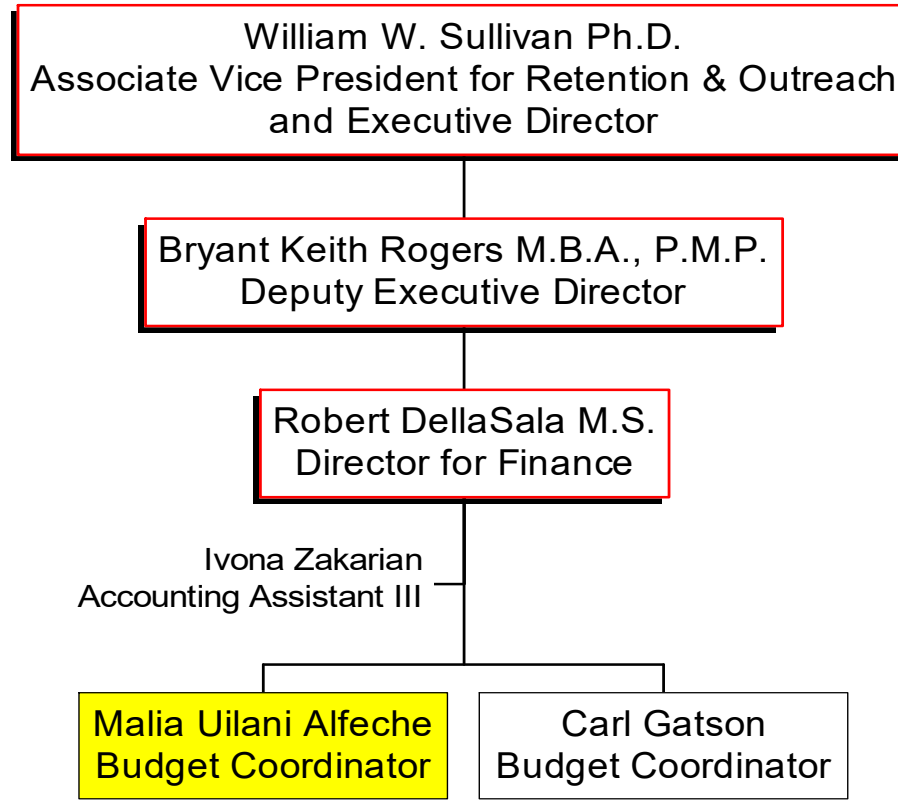 William W. Sullivan Ph.D.
Associate Vice President for Retention & Outreach
and Executive Director
Bryant Keith Rogers M.B.A., P.M.P.
Deputy Executive Director
Robert DellaSala M.S.
Director for Finance
Ivona Zakarian
Accounting Assistant III
Malia Uilani Alfeche
Budget Coordinator
Carl Gatson
Budget Coordinator